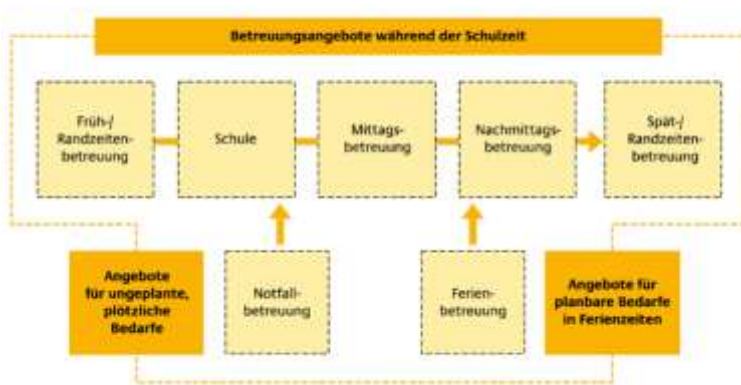 Betreuungsangebote während der Schulzeit
Früh-/
Randzeiten-
betreuung
Schule
Mittags-
betreuung
Nachmittags-
betreuung
Spät-/
Randzeiten-
betreuung
Angebote
für ungeplante,
plötzliche
Bedarfe
Notfall-
betreuung
Ferien-
betreuung
Angebote für
planbare Bedarfe
in Ferienzeiten